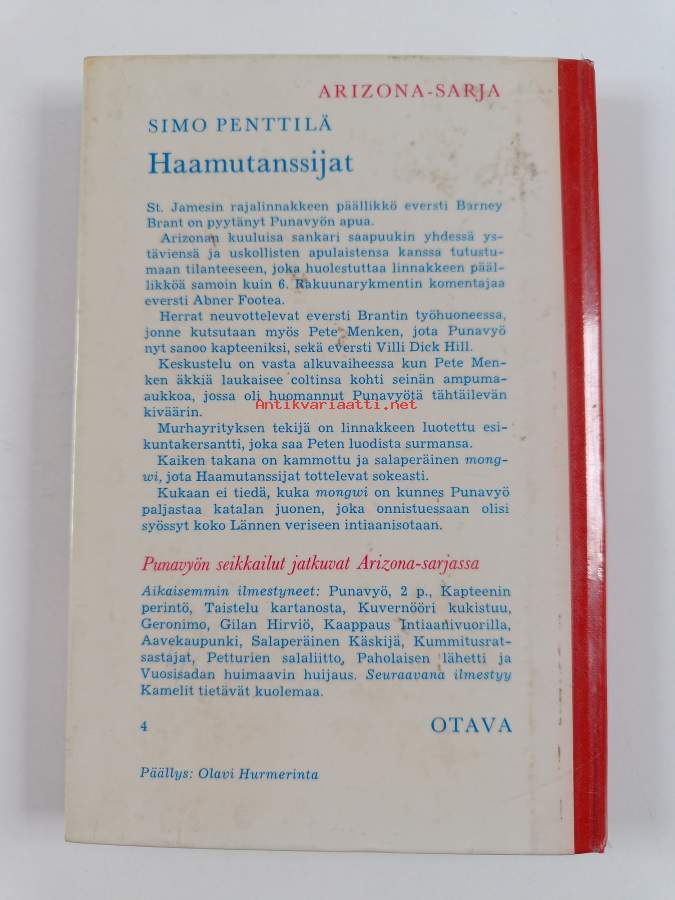 ARIZONA-SARJA
SIMO PENTTILÄ
Haamutanssijat
St. Jamesin rajalinnakkeen päällikkö eversti Barney
Brant on pyytänyt Punavyön apua.
Arizonan kuuluisa sankari saapuukin yhdessä ys-
täviensä ja uskollisten apulaistensa kanssa tutustu-
maan tilanteeseen, joka huolestuttaa linnakkeen pääl-
likköä samoin kuin 6. Rakuunarykmentin komentajaa
eversti Abner Footea.
Herrat neuvottelevat eversti Brantin työhuoneessa,
jonne kutsutaan myös Pete Menken, jota Punavyö
nyt sanoo kapteeniksi, sekä eversti Villi Dick Hill.
Keskustelu on vasta alkuvaiheessa kun Pete Men-
ken äkkiä laukaisee coltinsa kohti seinän ampuma-
aukkoa, jossa oli huomannut Punavyötä tähtäilevän
Antikvariaatti.net
kiväärin.
Murhayrityksen tekijä on linnakkeen luotettu esi-
kuntakersantti, joka saa Peten luodista surmansa.
Kaiken takana on kammottu ja salaperäinen mong-
wi, jota Haamutanssijat tottelevat sokeasti.
Kukaan ei tiedä, kuka mongwi on kunnes Punavyö
paljastaa katalan juonen, joka onnistuessaan olisi
syössyt koko Lännen veriseen intiaanisotaan.
Punavyön seikkailut jatkuvat Arizona-sarjassa
Aikaisemmin ilmestyneet: Punavyö, 2 p., Kapteenin
perintö, Taistelu kartanosta, Kuvernööri kukistuu,
Geronimo, Gilan Hirviö, Kaappaus Intiaanivuorilla,
Aavekaupunki, Salaperäinen Käskijä, Kummitusrat-
sastajat, Petturien salaliitto, Paholaisen lähetti ja
Vuosisadan huimaavin huijaus. Seuraavana ilmestyy
Kamelit tietävät kuolemaa.
4 OTAVA
Päällys: Olavi Hurmerinta